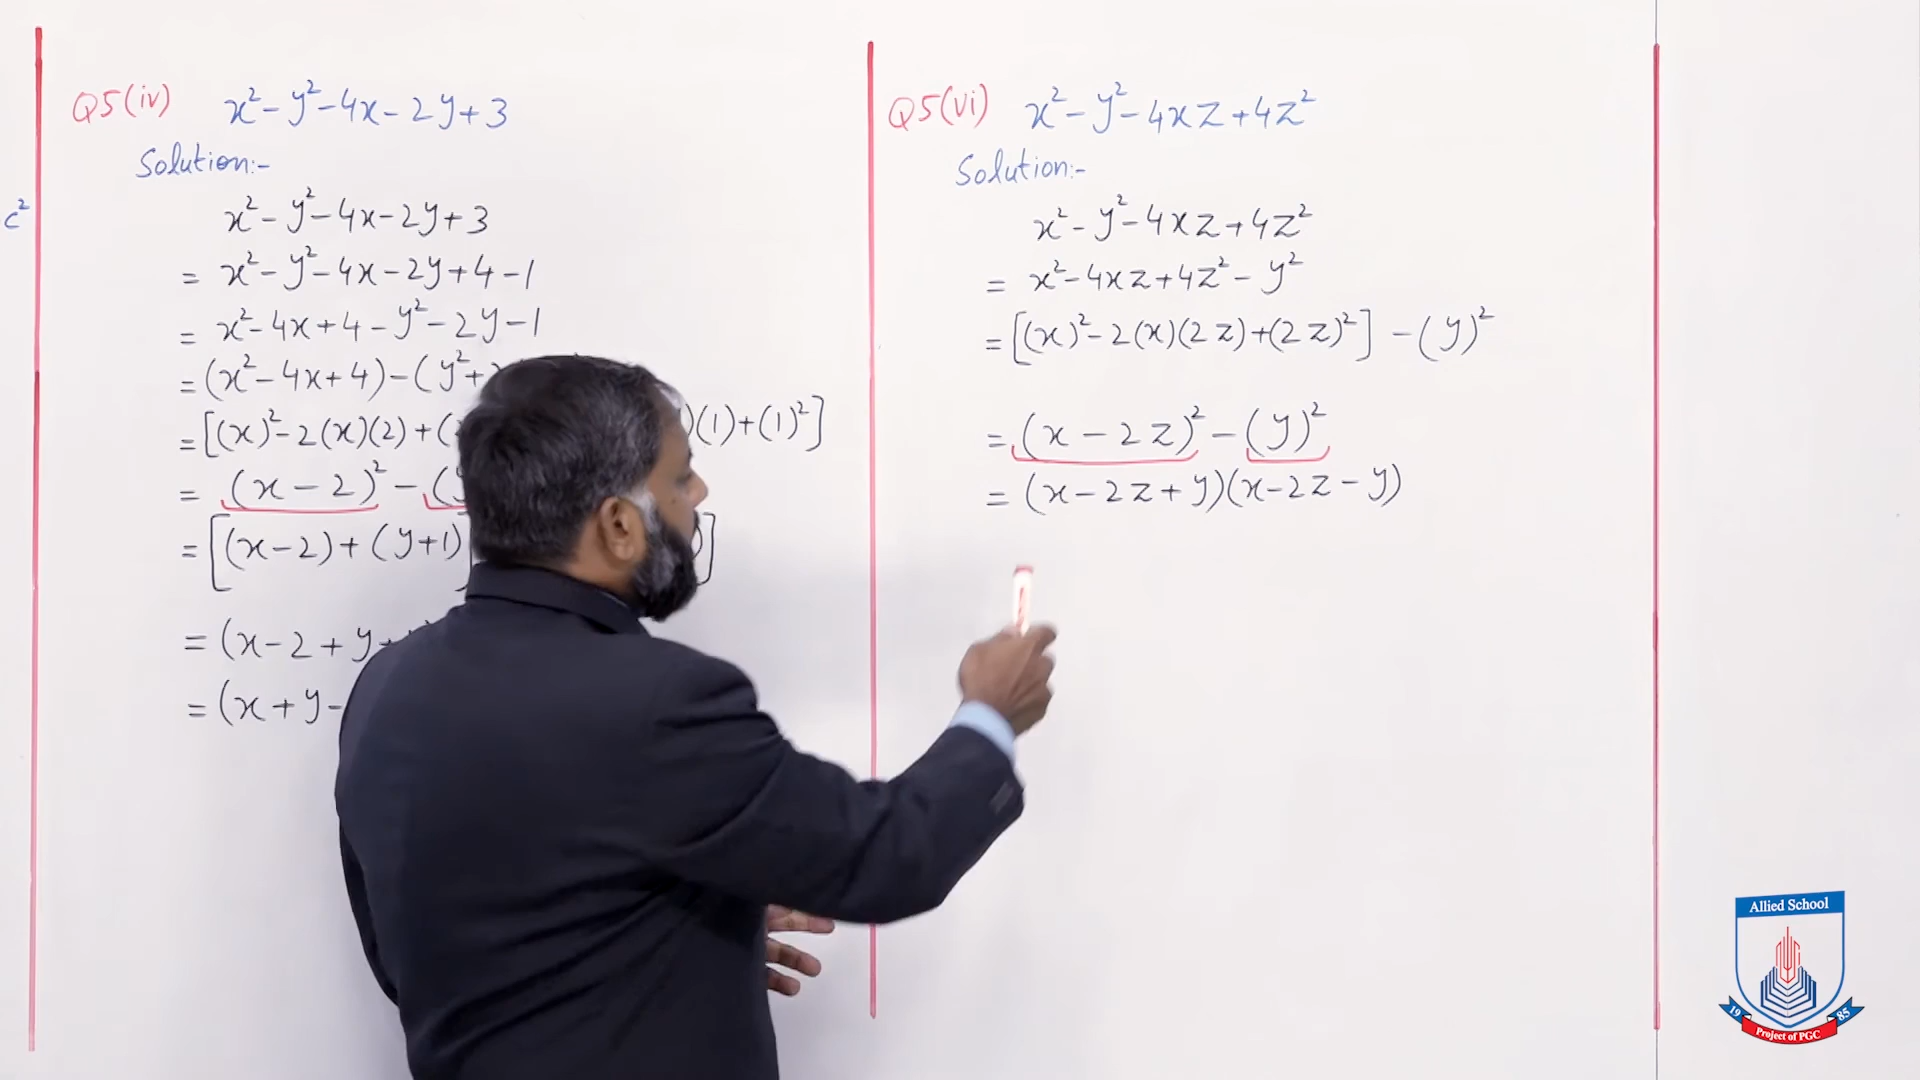 Q5(iv) x²-y²-4x-2y+3
Solution:-
x²-y²-4x-2y+3
= x²-y²-4x-2y+4-1
= x²-4x+4-y²-2y-1
=(x²-4x+4)-(y²+
=[(x)²-2(x)(2)+( )(1)+(1)²]
= (x-2)²-(y
=[(x-2)+(y+1)] )]
=(x-2+y+
=(x+y-
c²
Q5(vi) x²-y²-4xz+4z²
Solution:-
x²-y²-4xz+4z²
= x²-4xz+4z²-y²
=[(x)²-2(x)(2z)+(2z)²]-(y)²
=(x-2z)²-(y)²
=(x-2z+y)(x-2z-y)
Allied School
19 85
Project of PGC